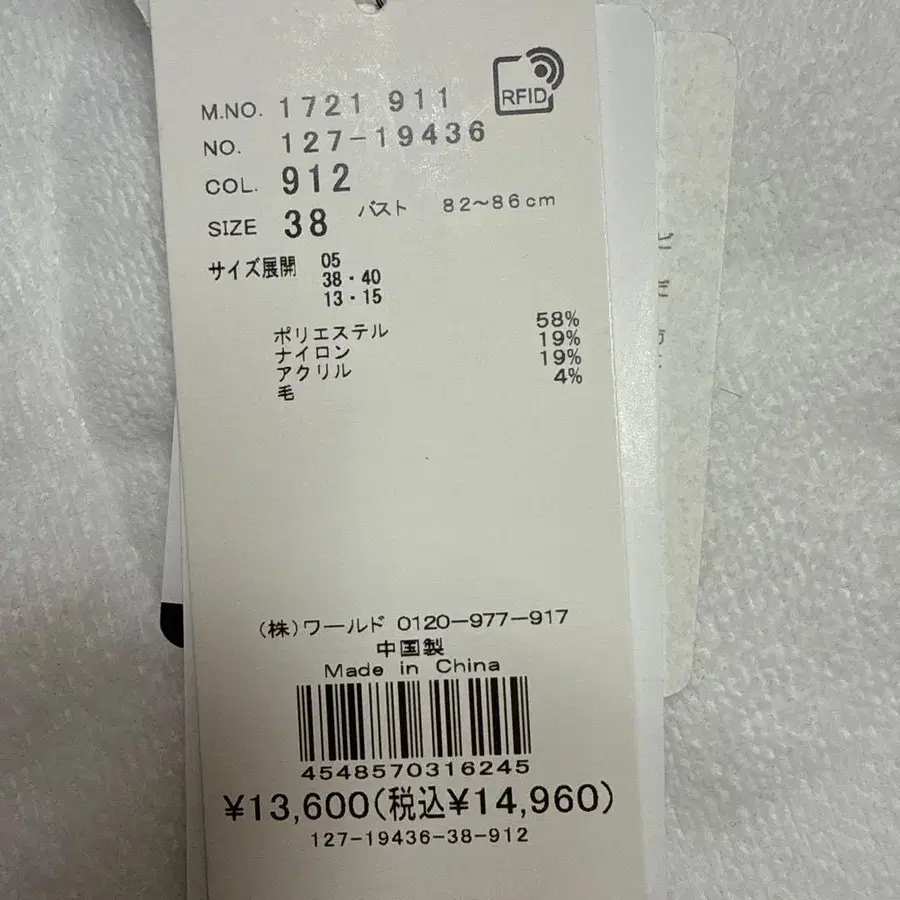 RFID
M.NO. 1721 911
NO. 127-19436
COL. 912
SIZE 38 バスト 82～86cm
サイズ展開 05
38・40
13・15
ポリエステル 58%
ナイロン 19%
アクリル 19%
毛 4%
(株)ワールド 0120-977-917
中国製
Made in China
4548570316245
¥13,600(税込¥14,960)
127-19436-38-912